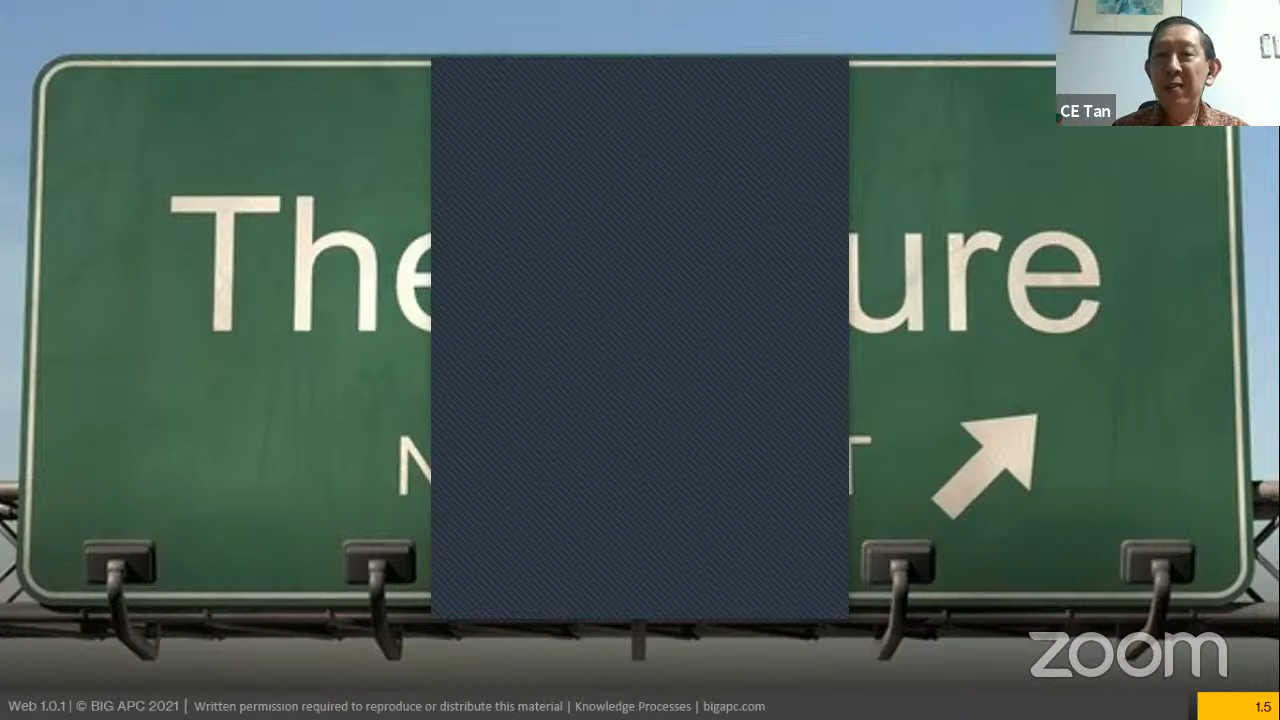 CE Tan
The
ure
N
T
zoom
Web 1.0.1 | © BIG APC 2021 | Written permission required to reproduce or distribute this material | Knowledge Processes | bigapc.com
1.5